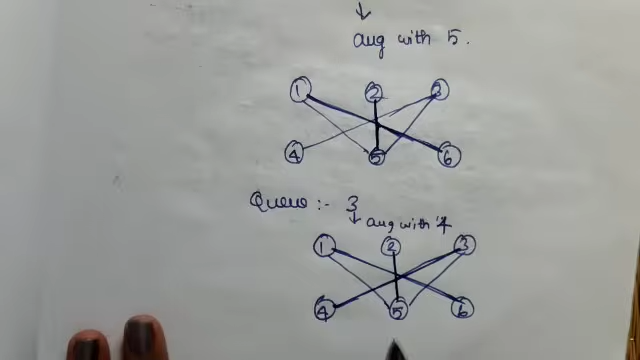 aug with 5.
1 2 3
4 5 6
Queue :- 3
aug with 4
1 2 3
4 5 6